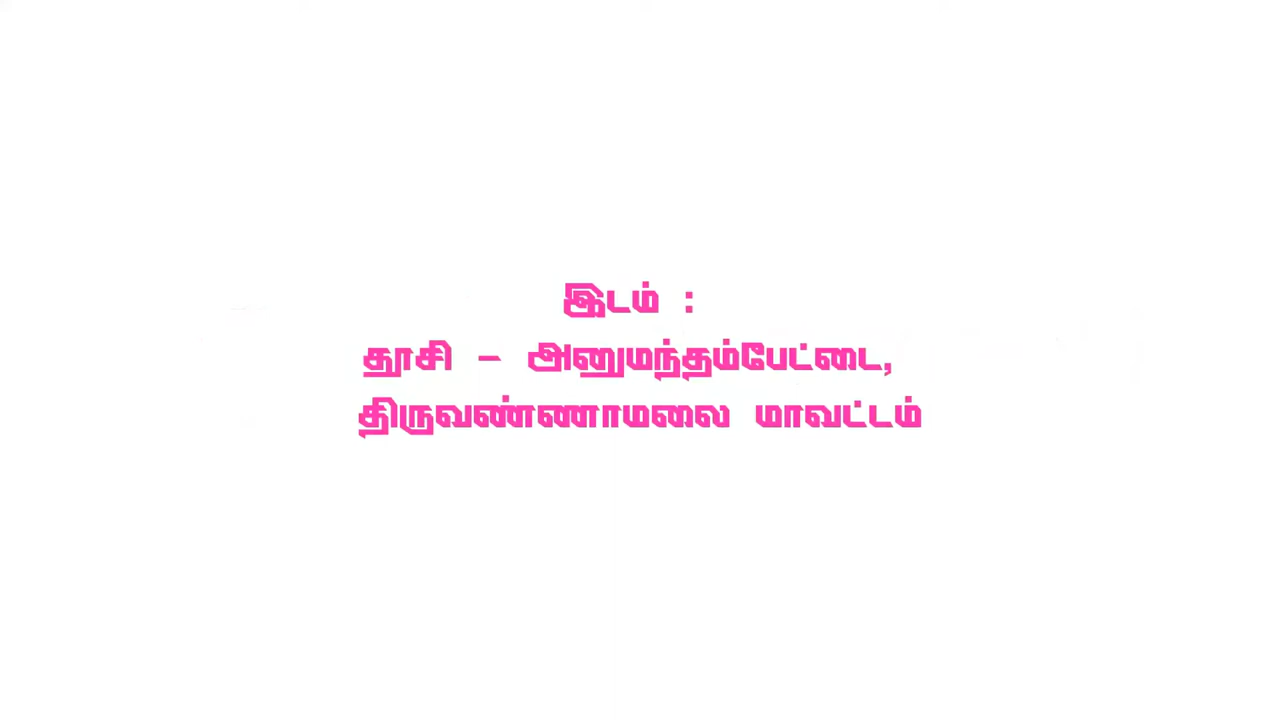 இடம் :
தூசி - அனுமந்தம்பேட்டை,
திருவண்ணாமலை மாவட்டம்